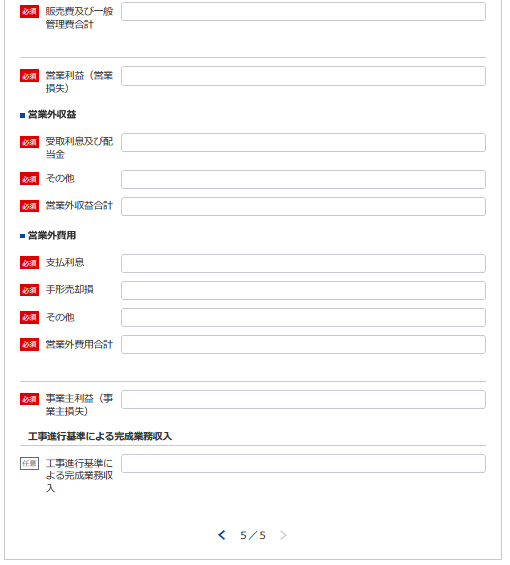 必須 販売費及び一般
管理費合計
必須 営業利益（営業
損失）
営業外収益
必須 受取利息及び配
当金
必須 その他
必須 営業外収益合計
営業外費用
必須 支払利息
必須 手形売却損
必須 その他
必須 営業外費用合計
必須 事業主利益（事
業主損失）
工事進行基準による完成業務収入
任意 工事進行基準に
よる完成業務収
入
5／5